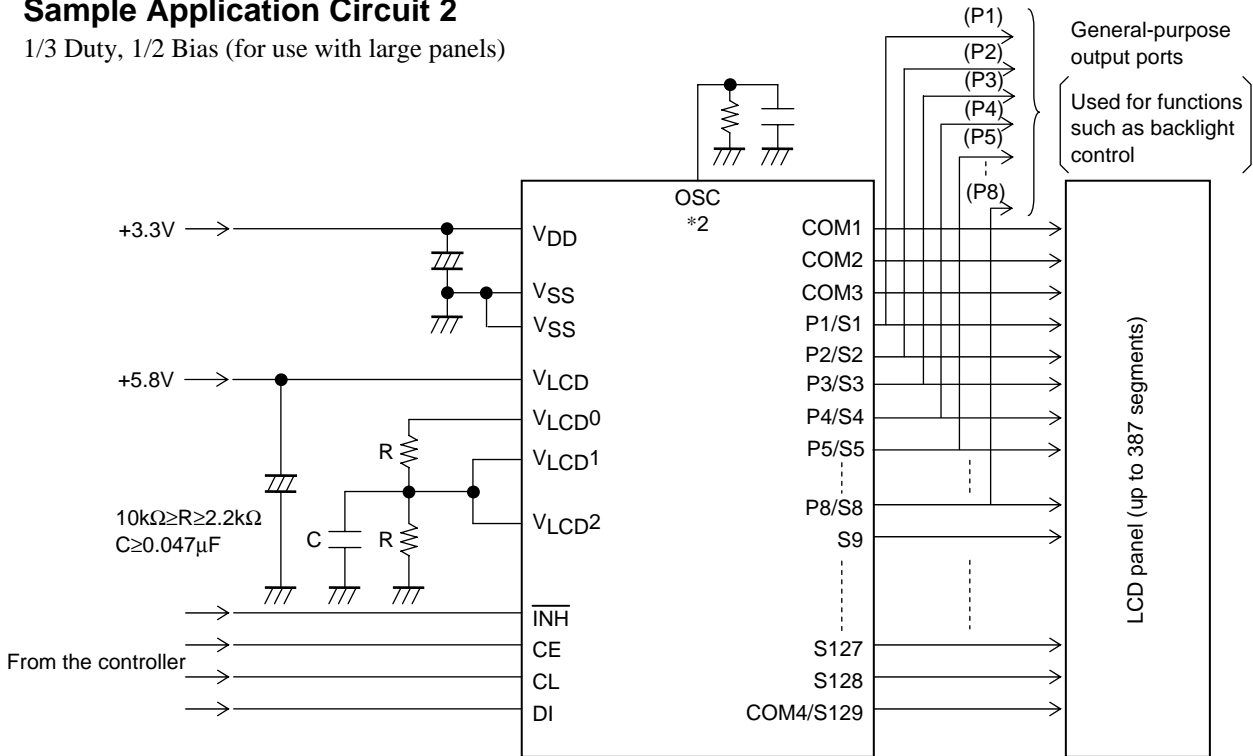 Sample Application Circuit 2
1/3 Duty, 1/2 Bias (for use with large panels)
(P1)
(P2)
(P3)
(P4)
(P5)
(P8)
General-purpose
output ports
Used for functions
such as backlight
control
OSC
*2
+3.3V
VDD
VSS
VSS
+5.8V
VLCD
VLCD0
VLCD1
VLCD2
R
C
R
10kΩ≥R≥2.2kΩ
C≥0.047μF
From the controller
INH
CE
CL
DI
COM1
COM2
COM3
P1/S1
P2/S2
P3/S3
P4/S4
P5/S5
P8/S8
S9
S127
S128
COM4/S129
LCD panel (up to 387 segments)